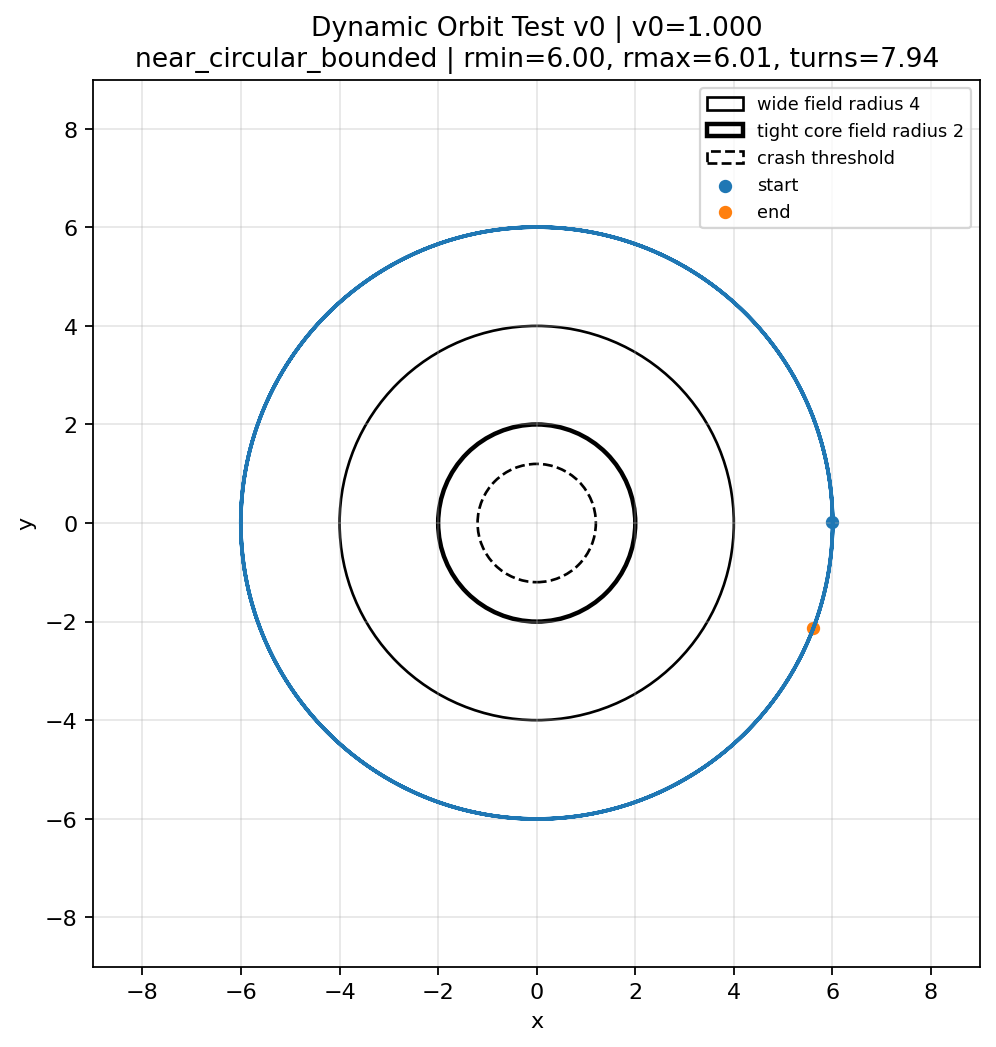 Dynamic Orbit Test v0 | v0=1.000
near_circular_bounded | rmin=6.00, rmax=6.01, turns=7.94
wide field radius 4
tight core field radius 2
crash threshold
start
end
8
6
4
2
0
−2
−4
−6
−8
y
−8 −6 −4 −2 0 2 4 6 8
x